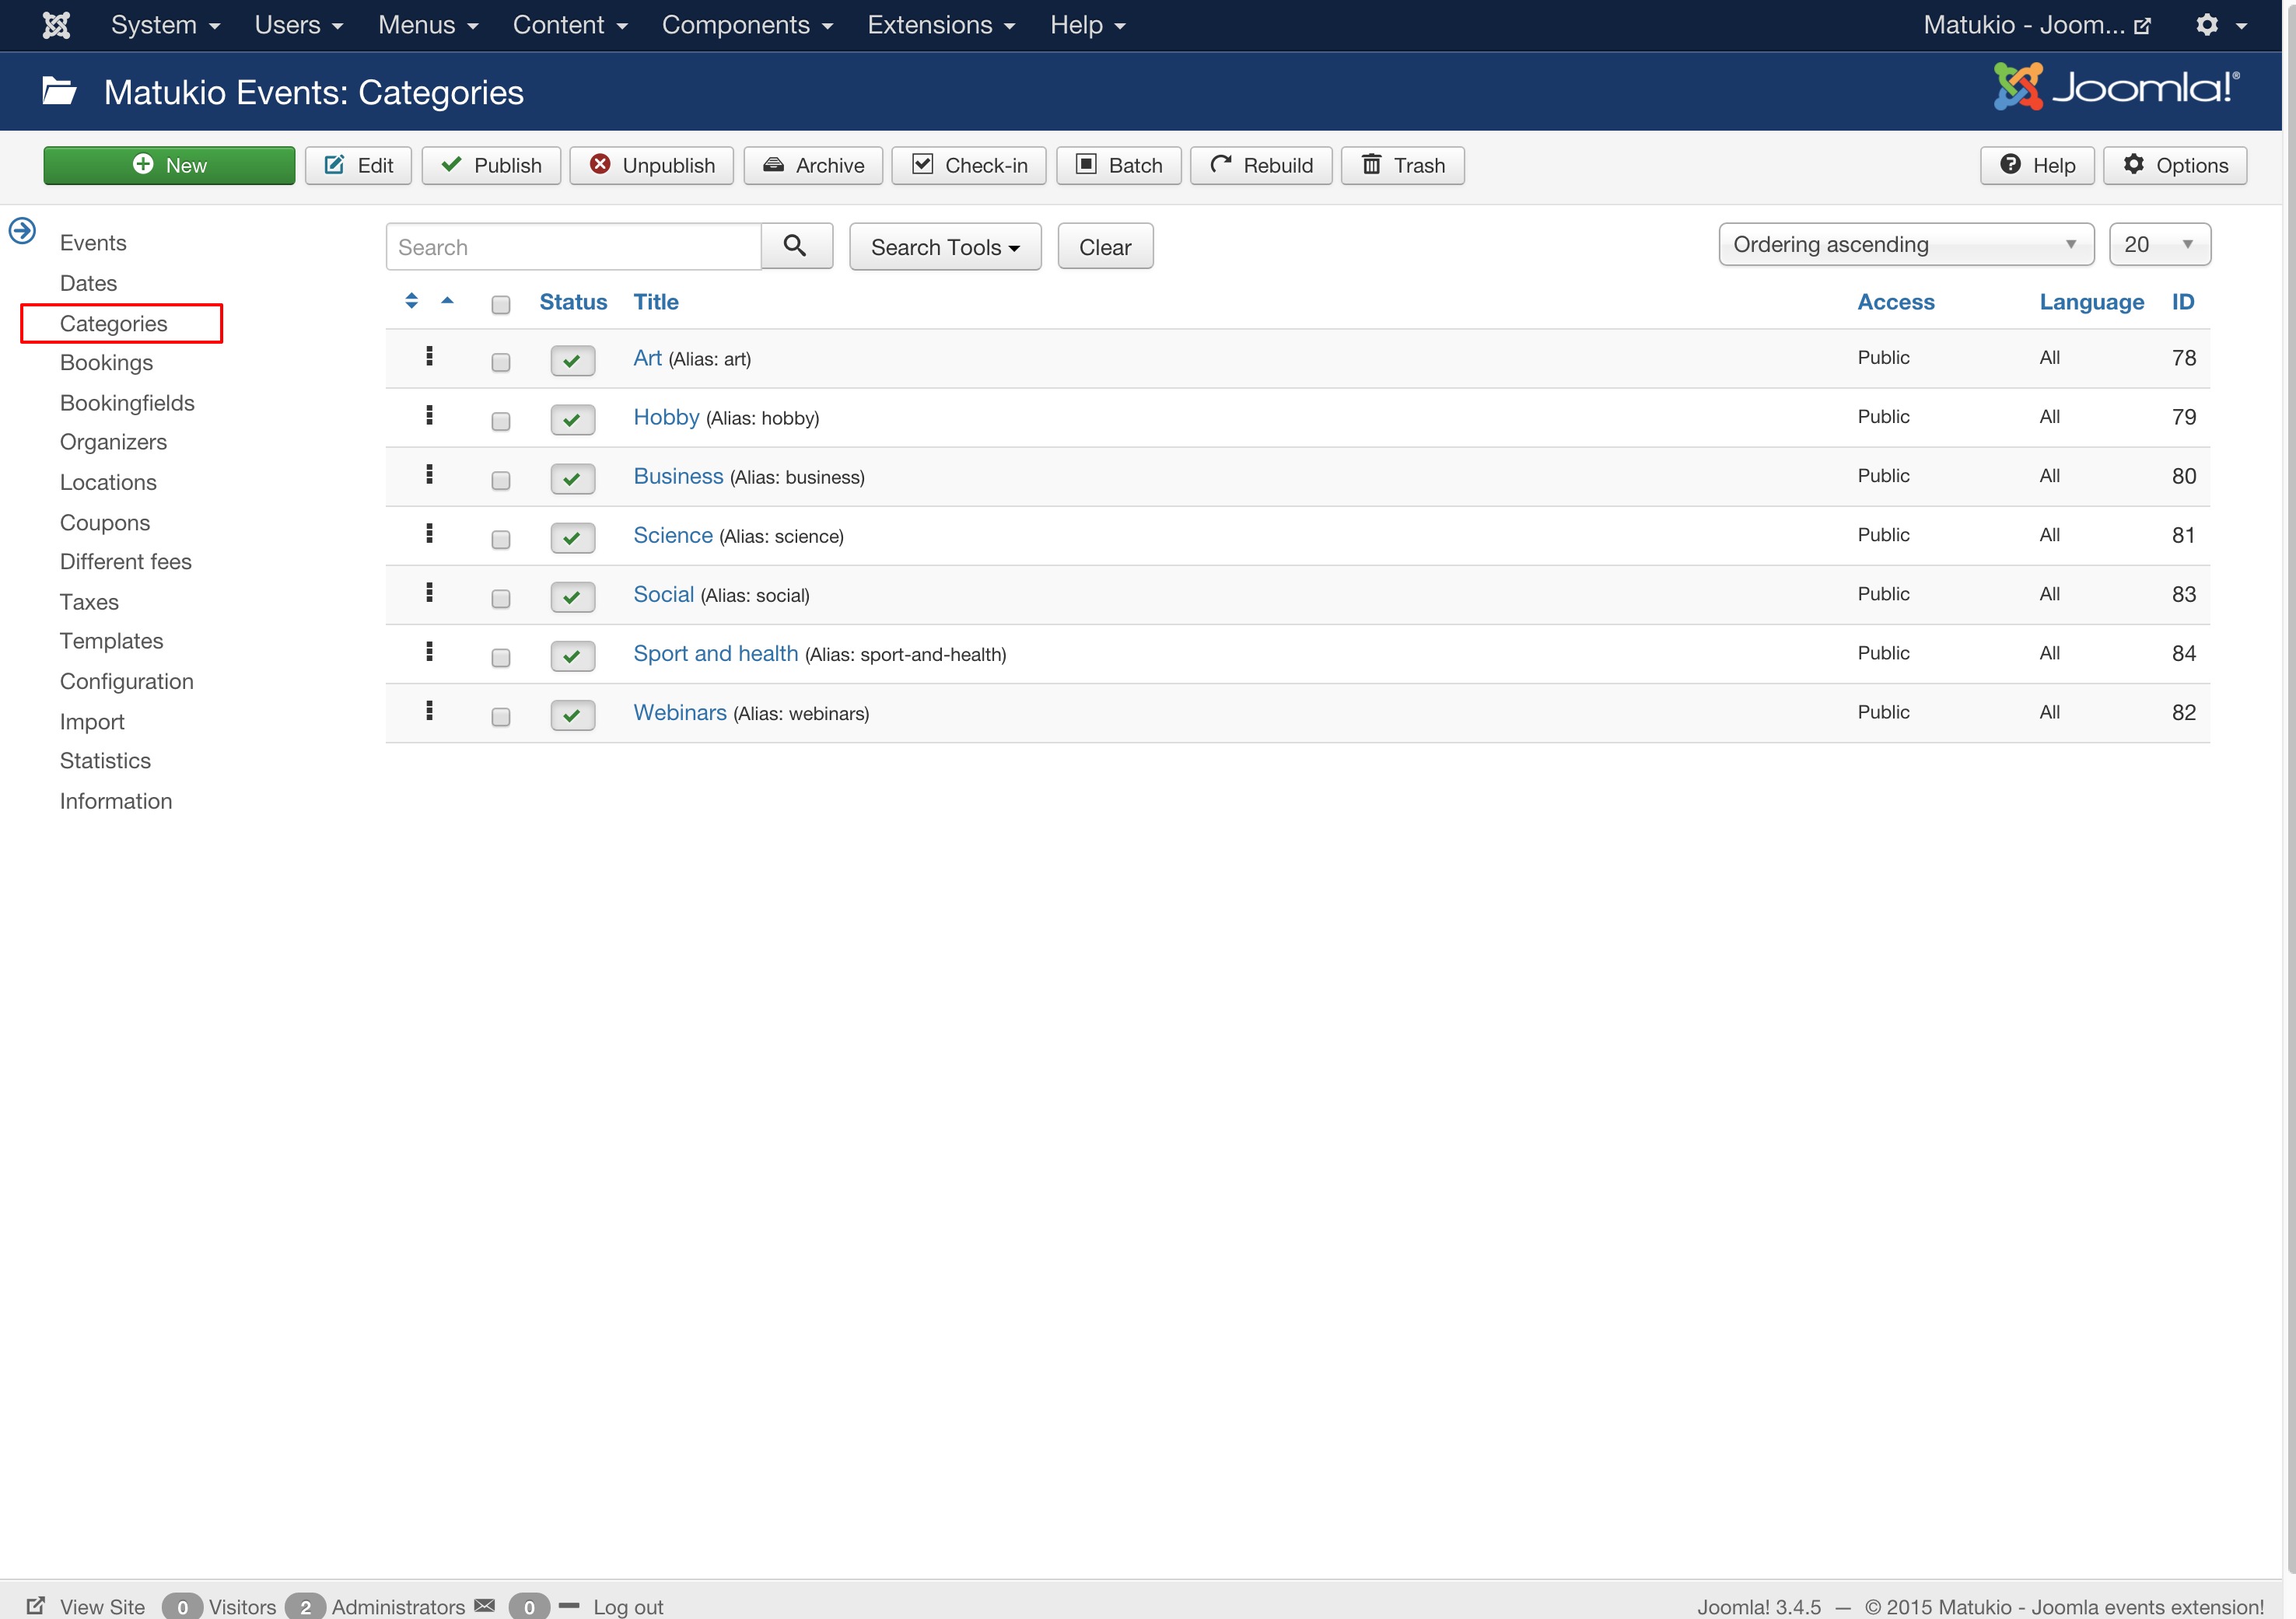 System Users Menus Content Components Extensions Help Matukio - Joom...
Matukio Events: Categories Joomla!®
New Edit Publish Unpublish Archive Check-in Batch Rebuild Trash Help Options
Events
Dates
Categories
Bookings
Bookingfields
Organizers
Locations
Coupons
Different fees
Taxes
Templates
Configuration
Import
Statistics
Information
Search Search Tools Clear Ordering ascending 20
Status Title Access Language ID
Art (Alias: art) Public All 78
Hobby (Alias: hobby) Public All 79
Business (Alias: business) Public All 80
Science (Alias: science) Public All 81
Social (Alias: social) Public All 83
Sport and health (Alias: sport-and-health) Public All 84
Webinars (Alias: webinars) Public All 82
View Site 0 Visitors 2 Administrators 0 Log out Joomla! 3.4.5 — © 2015 Matukio - Joomla events extension!